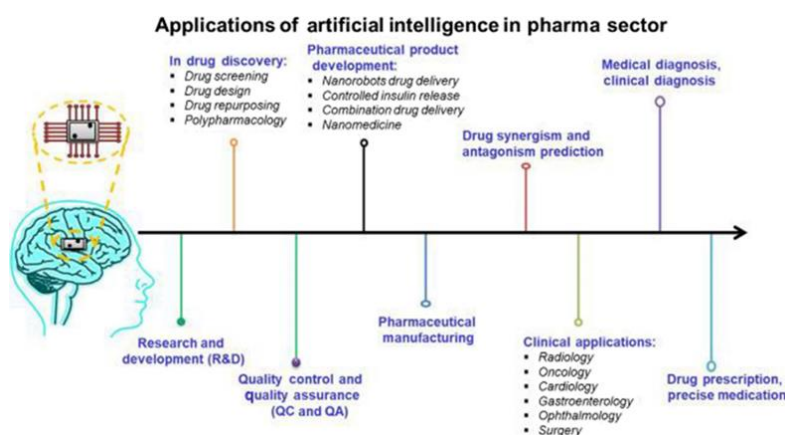 Applications of artificial intelligence in pharma sector
In drug discovery:
▪ Drug screening
▪ Drug design
▪ Drug repurposing
▪ Polypharmacology
Pharmaceutical product
development:
▪ Nanorobots drug delivery
▪ Controlled insulin release
▪ Combination drug delivery
▪ Nanomedicine
Drug synergism and
antagonism prediction
Medical diagnosis,
clinical diagnosis
Research and
development (R&D)
Quality control and
quality assurance
(QC and QA)
Pharmaceutical
manufacturing
Clinical applications:
▪ Radiology
▪ Oncology
▪ Cardiology
▪ Gastroenterology
▪ Ophthalmology
▪ Surgery
Drug prescription,
precise medication